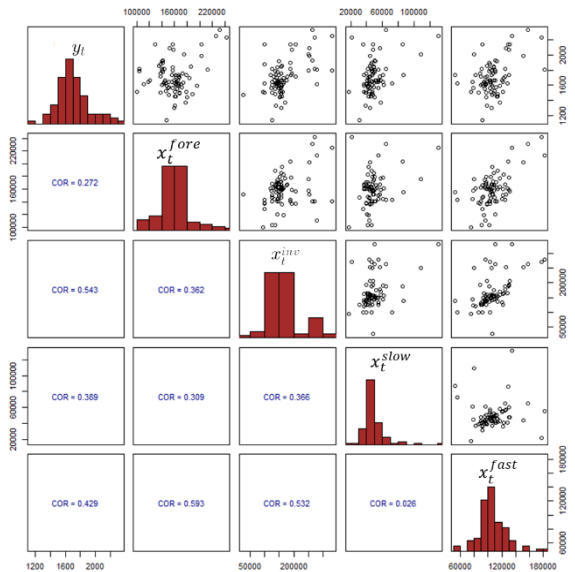 100000 160000 220000 20000 60000 100000
y_t
1200 1600 2000
100000 160000 220000
COR = 0.272
x_t^{fore}
COR = 0.543
COR = 0.362
x_t^{inv}
50000 200000
20000 60000 100000
COR = 0.389
COR = 0.309
COR = 0.366
x_t^{slow}
COR = 0.429
COR = 0.593
COR = 0.532
COR = 0.026
x_t^{fast}
60000 120000 180000
1200 1600 2000 50000 200000 60000 120000 180000